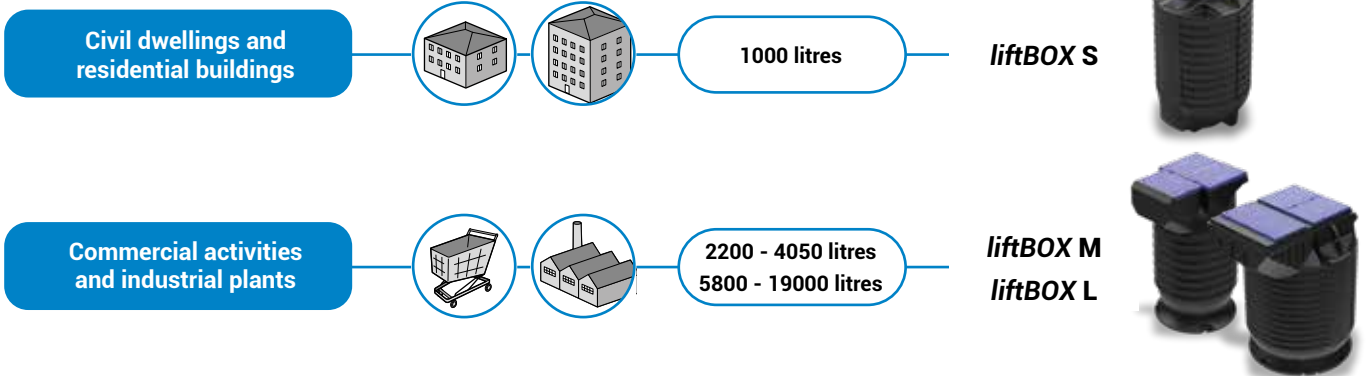 Civil dwellings and
residential buildings
1000 litres
liftBOX S
Commercial activities
and industrial plants
2200 - 4050 litres
5800 - 19000 litres
liftBOX M
liftBOX L